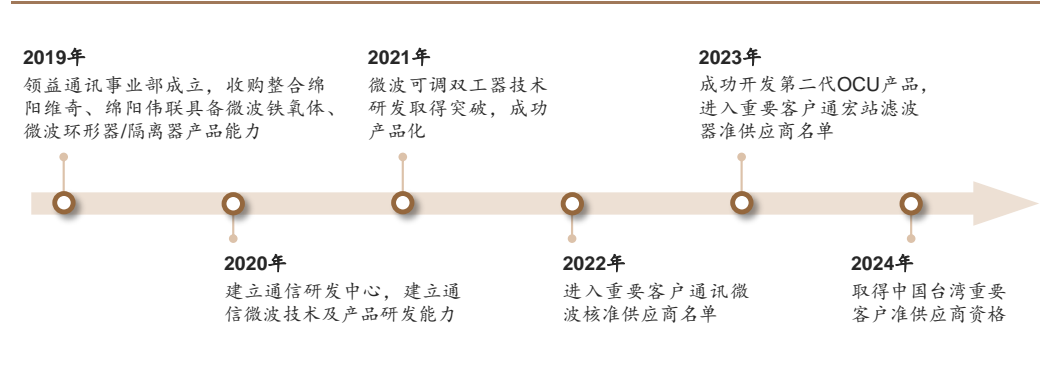 2019年
领益通讯事业部成立，收购整合绵
阳维奇、绵阳伟联具备微波铁氧体、
微波环形器/隔离器产品能力
2020年
建立通信研发中心，建立通
信微波技术及产品研发能力
2021年
微波可调双工器技术
研发取得突破，成功
产品化
2022年
进入重要客户通讯微
波核准供应商名单
2023年
成功开发第二代OCU产品，
进入重要客户通宏站滤波
器准供应商名单
2024年
取得中国台湾重要
客户准供应商资格